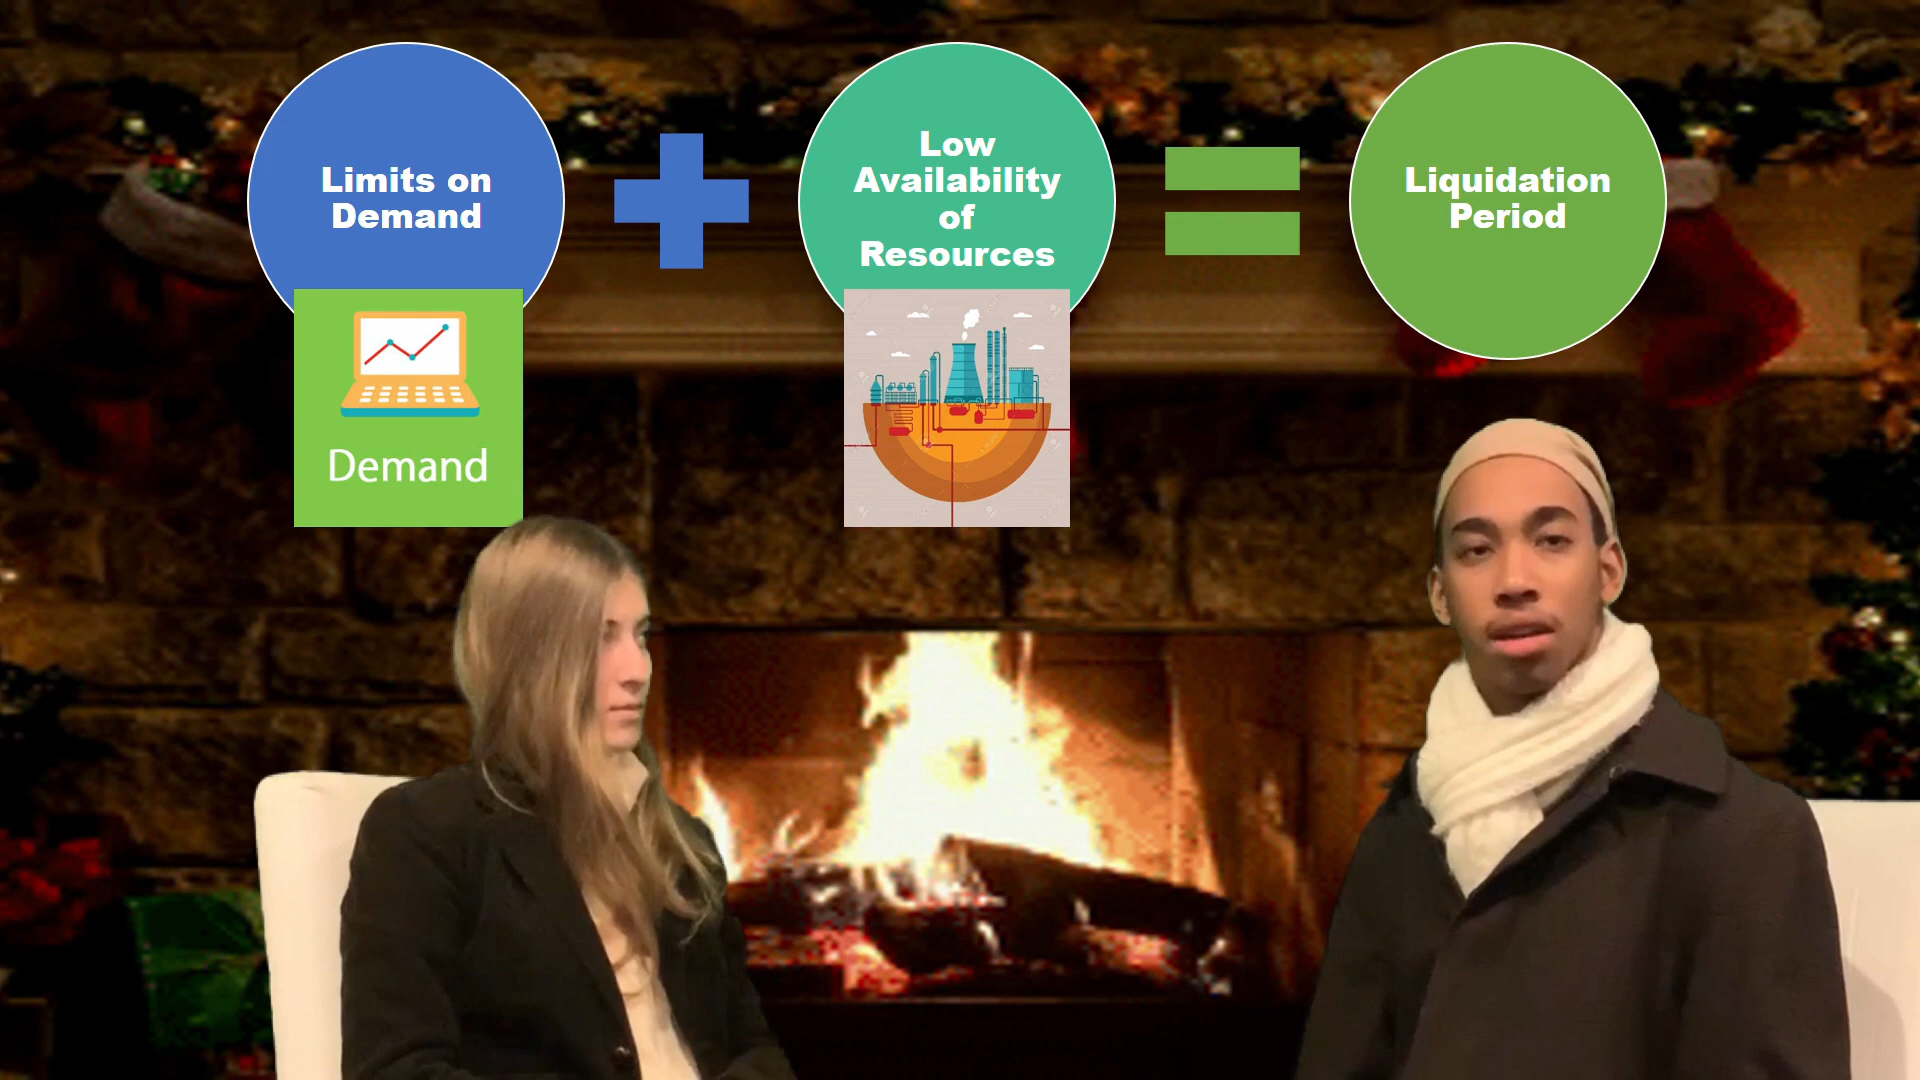 Limits on
Demand
Low
Availability
of
Resources
Liquidation
Period
Demand